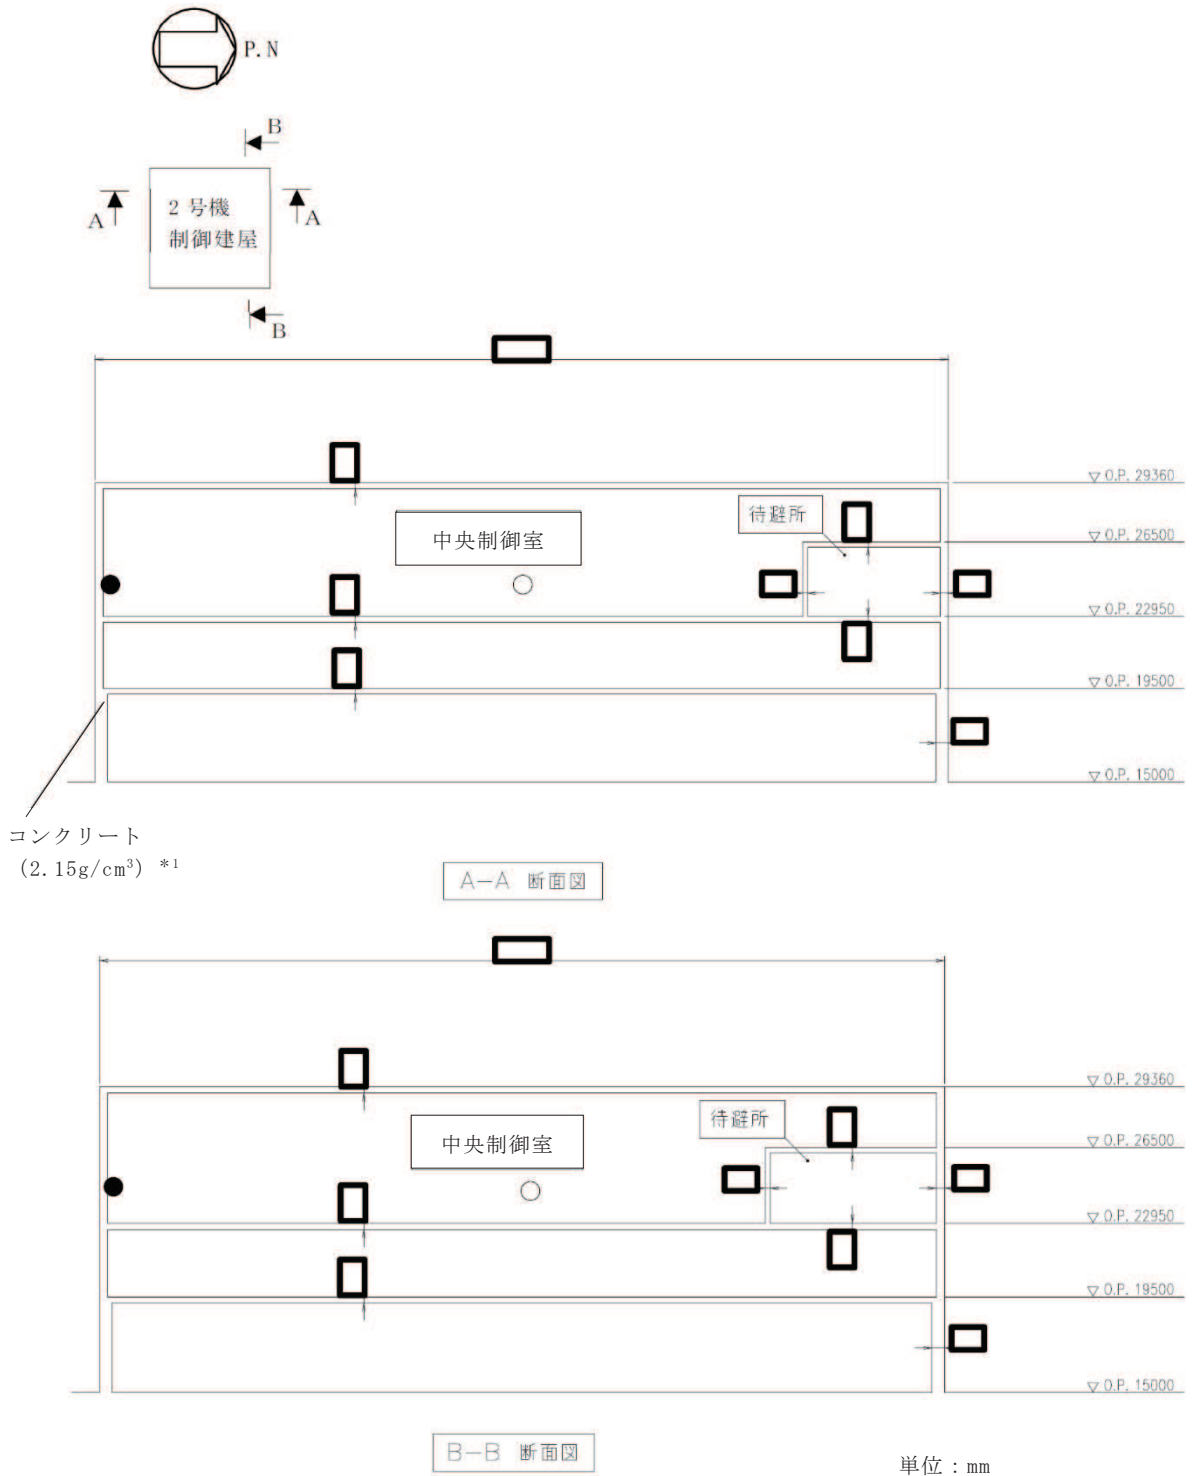 P.N
B
A
2 号機
制御建屋
A
B
▽ O.P. 29360
中央制御室
待避所
▽ O.P. 26500
▽ O.P. 22950
▽ O.P. 19500
▽ O.P. 15000
コンクリート
(2.15g/cm³) *1
A-A 断面図
▽ O.P. 29360
中央制御室
待避所
▽ O.P. 26500
▽ O.P. 22950
▽ O.P. 19500
▽ O.P. 15000
B-B 断面図
単位：mm